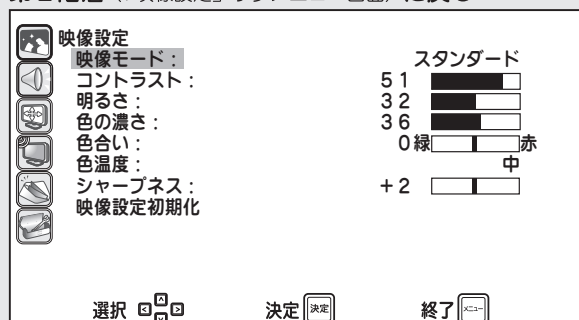 映像設定
映像モード： スタンダード
コントラスト： 51
明るさ： 32
色の濃さ： 36
色合い： 0 緑 赤
色温度： 中
シャープネス： +2
映像設定初期化
選択 決定 決定 終了 メニュー